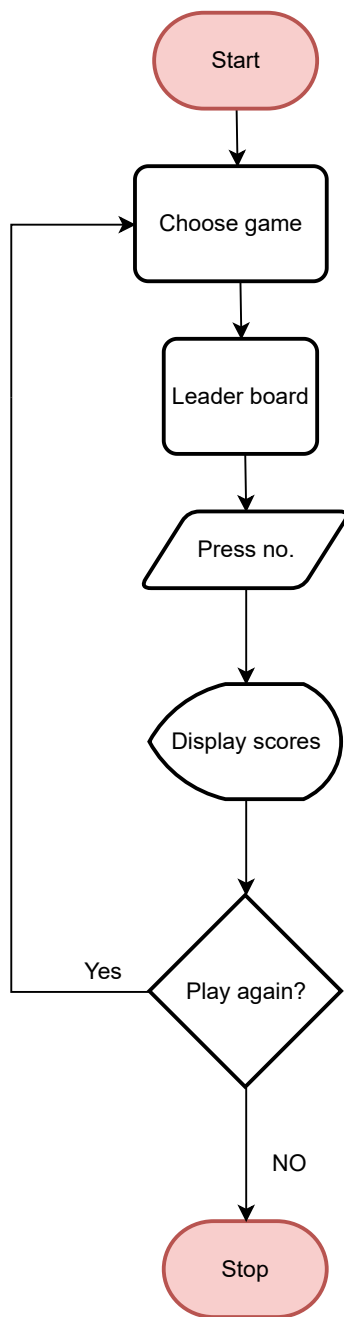 Start
Choose game
Leader board
Press no.
Display scores
Yes
Play again?
NO
Stop